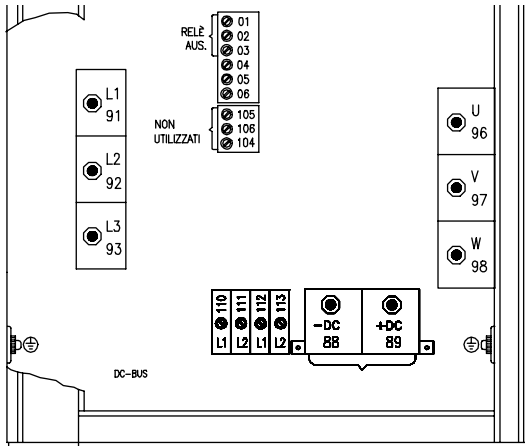 RELÈ
AUS.
01
02
03
04
05
06
NON
UTILIZZATI
105
106
104
L1
91
L2
92
L3
93
U
96
V
97
W
98
110
111
112
113
L1
L2
L1
L2
-DC
88
+DC
89
DC-BUS